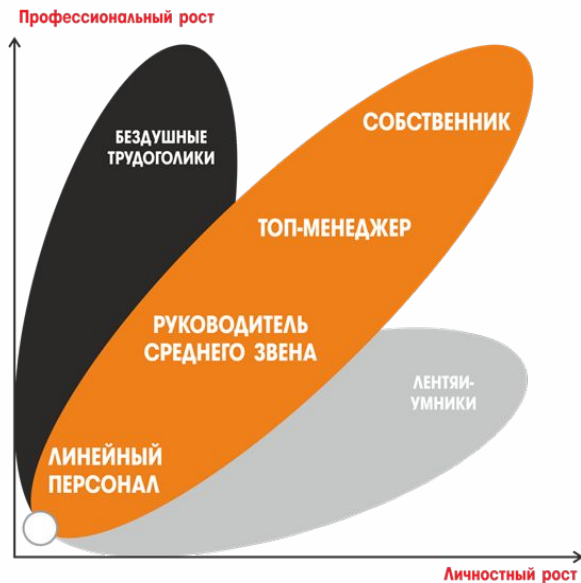 Профессиональный рост
БЕЗДУШНЫЕ
ТРУДОГОЛИКИ
СОБСТВЕННИК
ТОП-МЕНЕДЖЕР
РУКОВОДИТЕЛЬ
СРЕДНЕГО ЗВЕНА
ЛЕНТЯИ-
УМНИКИ
ЛИНЕЙНЫЙ
ПЕРСОНАЛ
Личностный рост